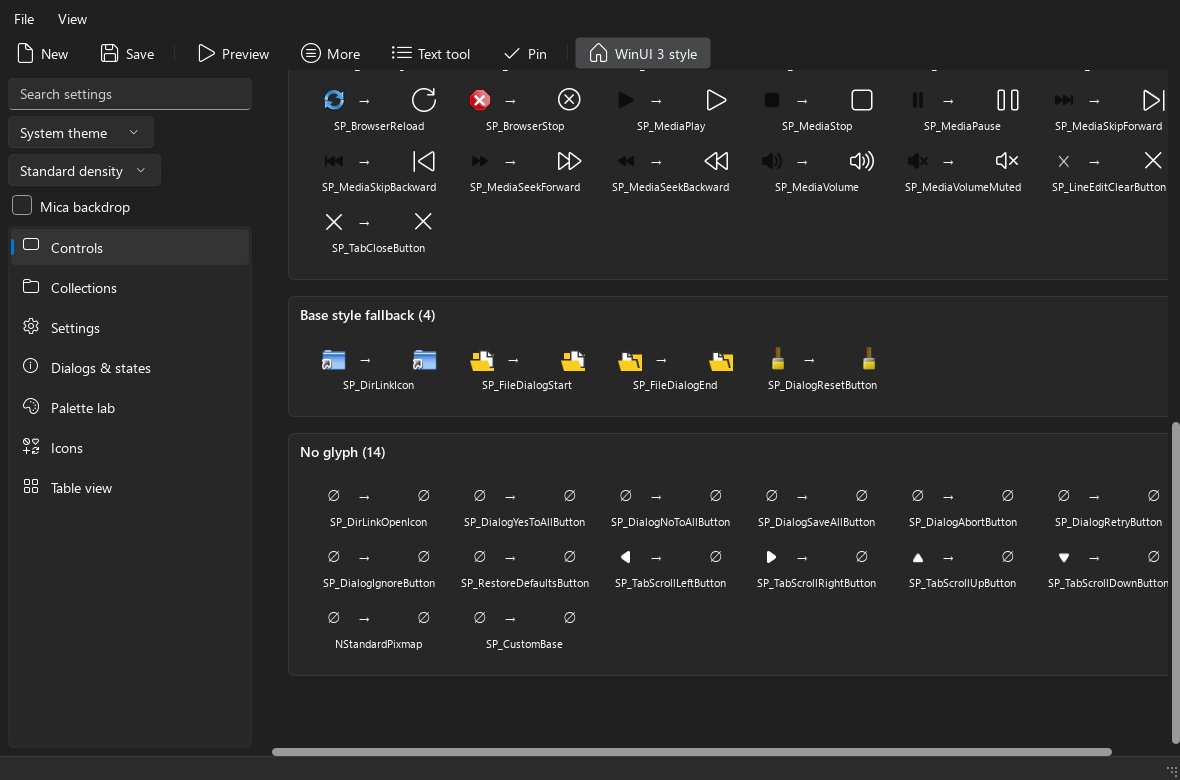 File View
New Save Preview More Text tool Pin WinUI 3 style
Search settings
System theme
Standard density
Mica backdrop
Controls
Collections
Settings
Dialogs & states
Palette lab
Icons
Table view
SP_BrowserReload SP_BrowserStop SP_MediaPlay SP_MediaStop SP_MediaPause SP_MediaSkipForward
SP_MediaSkipBackward SP_MediaSeekForward SP_MediaSeekBackward SP_MediaVolume SP_MediaVolumeMuted SP_LineEditClearButton
SP_TabCloseButton
Base style fallback (4)
SP_DirLinkIcon SP_FileDialogStart SP_FileDialogEnd SP_DialogResetButton
No glyph (14)
SP_DirLinkOpenIcon SP_DialogYesToAllButton SP_DialogNoToAllButton SP_DialogSaveAllButton SP_DialogAbortButton SP_DialogRetryButton
SP_DialogIgnoreButton SP_RestoreDefaultsButton SP_TabScrollLeftButton SP_TabScrollRightButton SP_TabScrollUpButton SP_TabScrollDownButton
NStandardPixmap SP_CustomBase